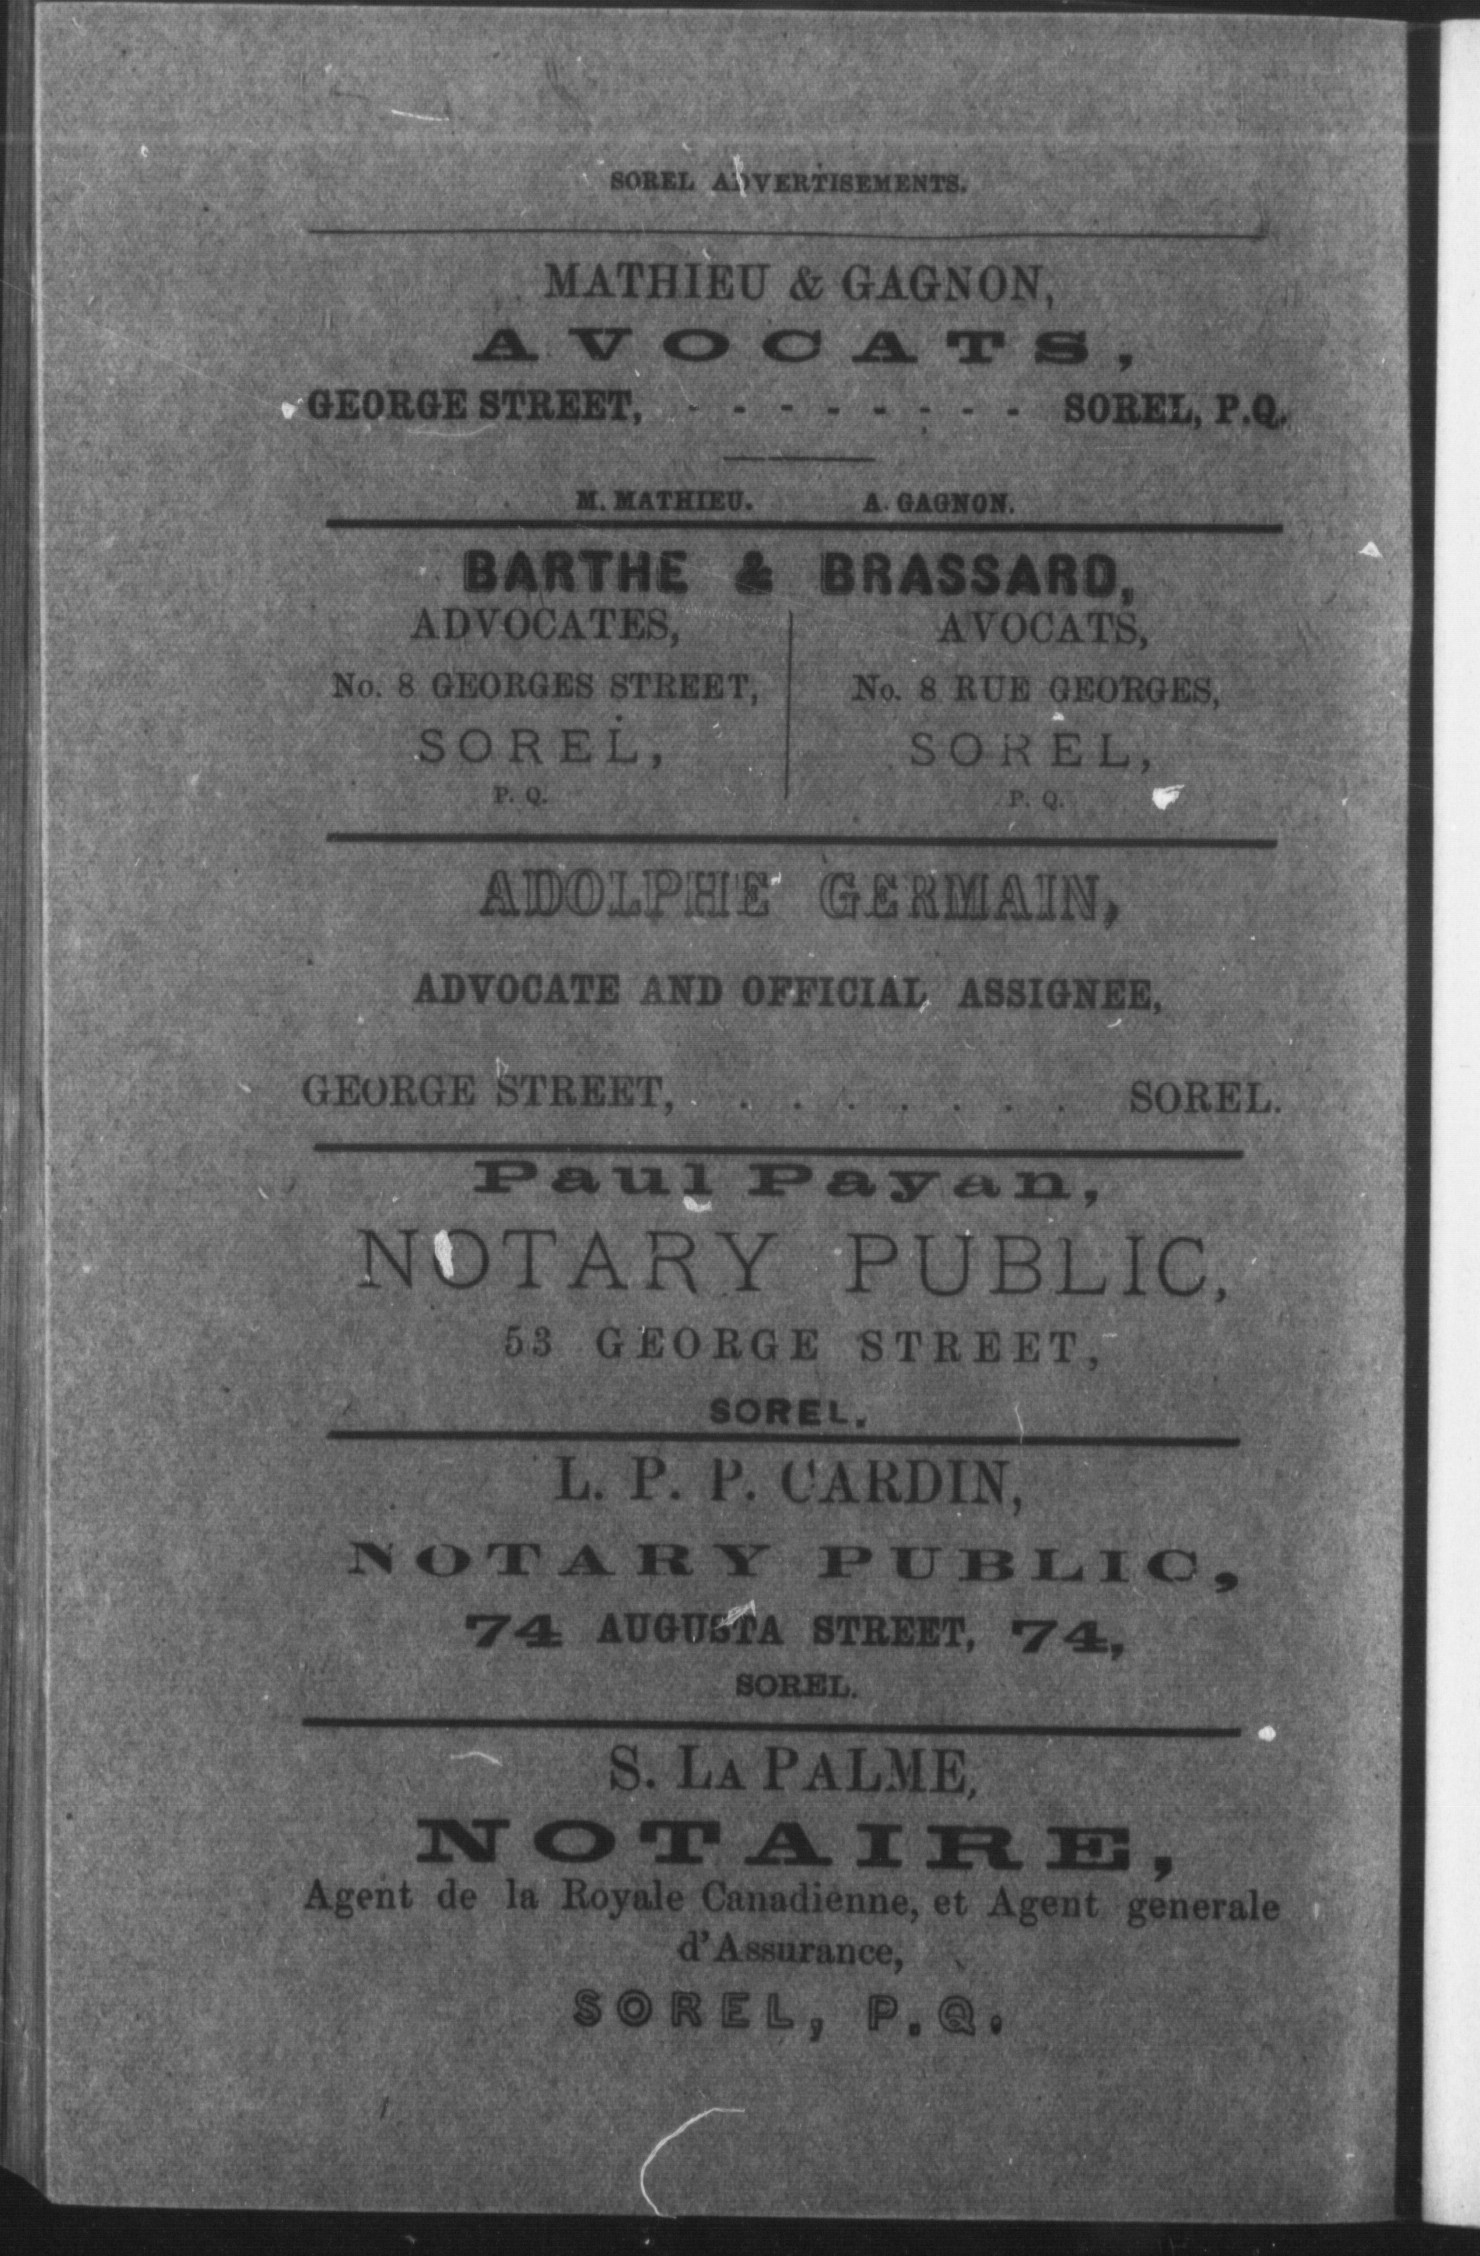 SOREL ADVERTISEMENTS.
MATHIEU & GAGNON,
AVOCATS,
GEORGE STREET, - - - - - - - - SOREL, P.Q.
M. MATHIEU. A. GAGNON.
BARTHE & BRASSARD,
ADVOCATES,
No. 8 GEORGES STREET,
SOREL,
P. Q.
AVOCATS,
No. 8 RUE GEORGES,
SOREL,
P. Q.
ADOLPHE GERMAIN,
ADVOCATE AND OFFICIAL ASSIGNEE,
GEORGE STREET, . . . . . . . . SOREL.
Paul Payan,
NOTARY PUBLIC,
53 GEORGE STREET,
SOREL.
L. P. P. CARDIN,
NOTARY PUBLIC,
74 AUGUSTA STREET, 74,
SOREL.
S. LA PALME,
NOTAIRE,
Agent de la Royale Canadienne, et Agent generale
d'Assurance,
SOREL, P.Q.